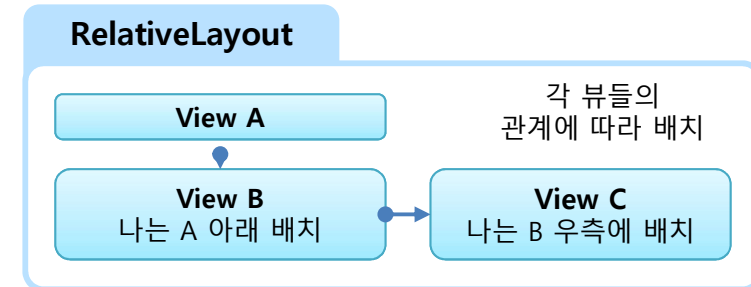 RelativeLayout
View A
각 뷰들의
관계에 따라 배치
View B
나는 A 아래 배치
View C
나는 B 우측에 배치